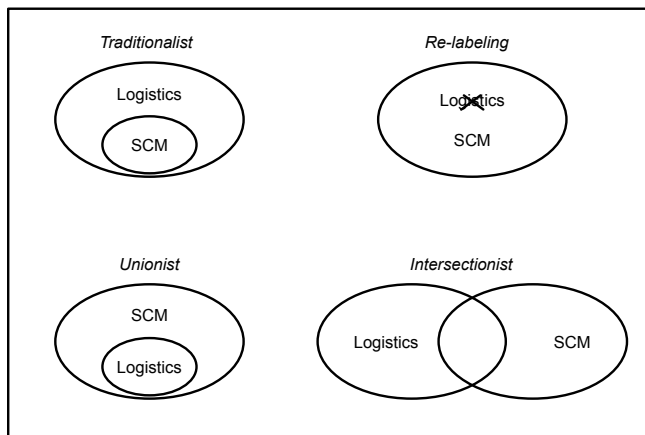 Traditionalist
Re-labeling
Logistics
SCM
Logistics
SCM
Unionist
Intersectionist
SCM
Logistics
Logistics
SCM